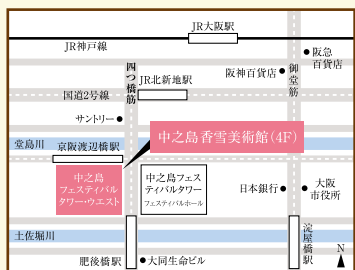 JR大阪駅
JR神戸線
阪急
百貨店
四つ橋筋
JR北新地駅
阪神百貨店
御堂筋
国道2号線
サントリー
中之島香雪美術館(4F)
堂島川
京阪渡辺橋駅
中之島
フェスティバル
タワー・ウエスト
中之島フェス
ティバルタワー
フェスティバルホール
日本銀行
大阪
市役所
土佐堀川
肥後橋駅
大同生命ビル
淀屋橋駅
N